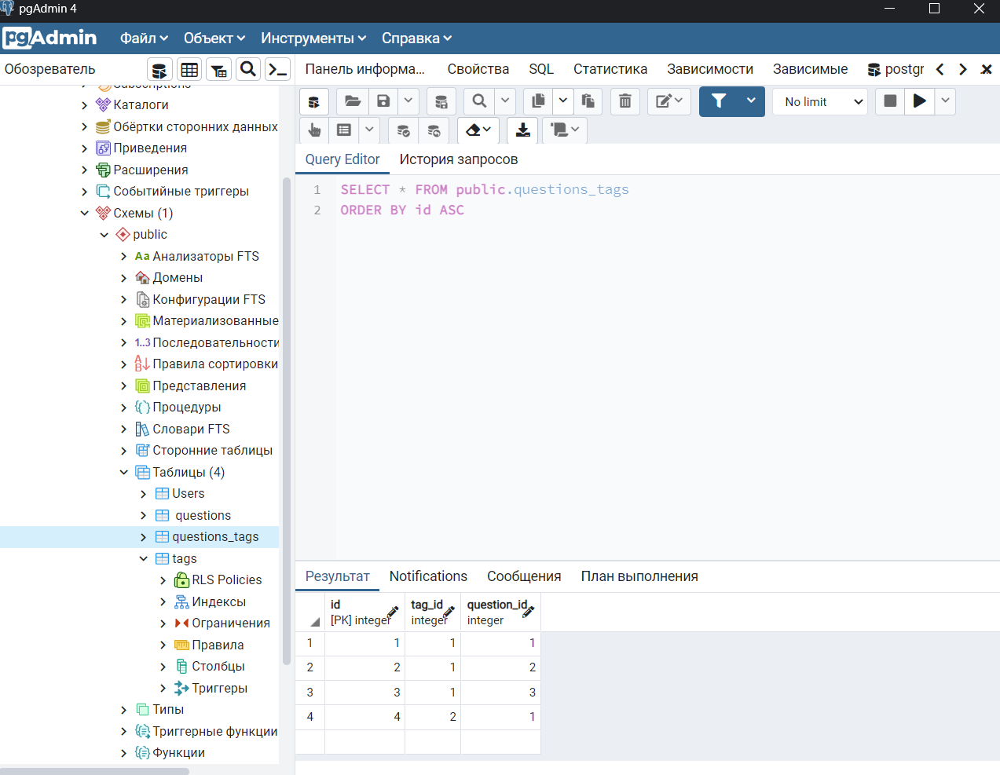 pgAdmin 4
pgAdmin Файл Объект Инструменты Справка
Обозреватель
Subscriptions
Каталоги
Обёртки сторонних данных
Приведения
Расширения
Событийные триггеры
Схемы (1)
public
Aa Анализаторы FTS
Домены
Конфигурации FTS
Материализованные
1..3 Последовательности
Правила сортировки
Представления
Процедуры
Словари FTS
Сторонние таблицы
Таблицы (4)
Users
questions
questions_tags
tags
RLS Policies
Индексы
Ограничения
Правила
Столбцы
Триггеры
Типы
Триггерные функции
Функции
Панель информа... Свойства SQL Статистика Зависимости Зависимые postgr
No limit
Query Editor История запросов
1 SELECT * FROM public.questions_tags
2 ORDER BY id ASC
Результат Notifications Сообщения План выполнения
id tag_id question_id
[PK] integer integer integer
1 1 1 1
2 2 1 2
3 3 1 3
4 4 2 1